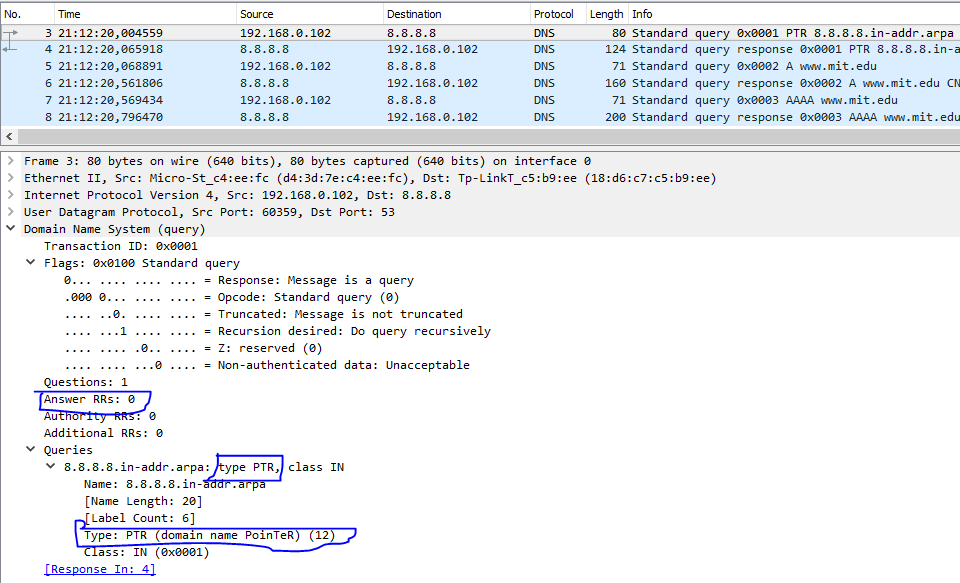 No. Time Source Destination Protocol Length Info
3 21:12:20,004559 192.168.0.102 8.8.8.8 DNS 80 Standard query 0x0001 PTR 8.8.8.8.in-addr.arpa
4 21:12:20,065918 8.8.8.8 192.168.0.102 DNS 124 Standard query response 0x0001 PTR 8.8.8.8.in-a
5 21:12:20,068891 192.168.0.102 8.8.8.8 DNS 71 Standard query 0x0002 A www.mit.edu
6 21:12:20,561806 8.8.8.8 192.168.0.102 DNS 160 Standard query response 0x0002 A www.mit.edu CN
7 21:12:20,569434 192.168.0.102 8.8.8.8 DNS 71 Standard query 0x0003 AAAA www.mit.edu
8 21:12:20,796470 8.8.8.8 192.168.0.102 DNS 200 Standard query response 0x0003 AAAA www.mit.edu
Frame 3: 80 bytes on wire (640 bits), 80 bytes captured (640 bits) on interface 0
Ethernet II, Src: Micro-St_c4:ee:fc (d4:3d:7e:c4:ee:fc), Dst: Tp-LinkT_c5:b9:ee (18:d6:c7:c5:b9:ee)
Internet Protocol Version 4, Src: 192.168.0.102, Dst: 8.8.8.8
User Datagram Protocol, Src Port: 60359, Dst Port: 53
Domain Name System (query)
Transaction ID: 0x0001
Flags: 0x0100 Standard query
0... .... .... .... = Response: Message is a query
.000 0... .... .... = Opcode: Standard query (0)
.... ..0. .... .... = Truncated: Message is not truncated
.... ...1 .... .... = Recursion desired: Do query recursively
.... .... .0.. .... = Z: reserved (0)
.... .... ...0 .... = Non-authenticated data: Unacceptable
Questions: 1
Answer RRs: 0
Authority RRs: 0
Additional RRs: 0
Queries
8.8.8.8.in-addr.arpa: type PTR, class IN
Name: 8.8.8.8.in-addr.arpa
[Name Length: 20]
[Label Count: 6]
Type: PTR (domain name PoinTeR) (12)
Class: IN (0x0001)
[Response In: 4]